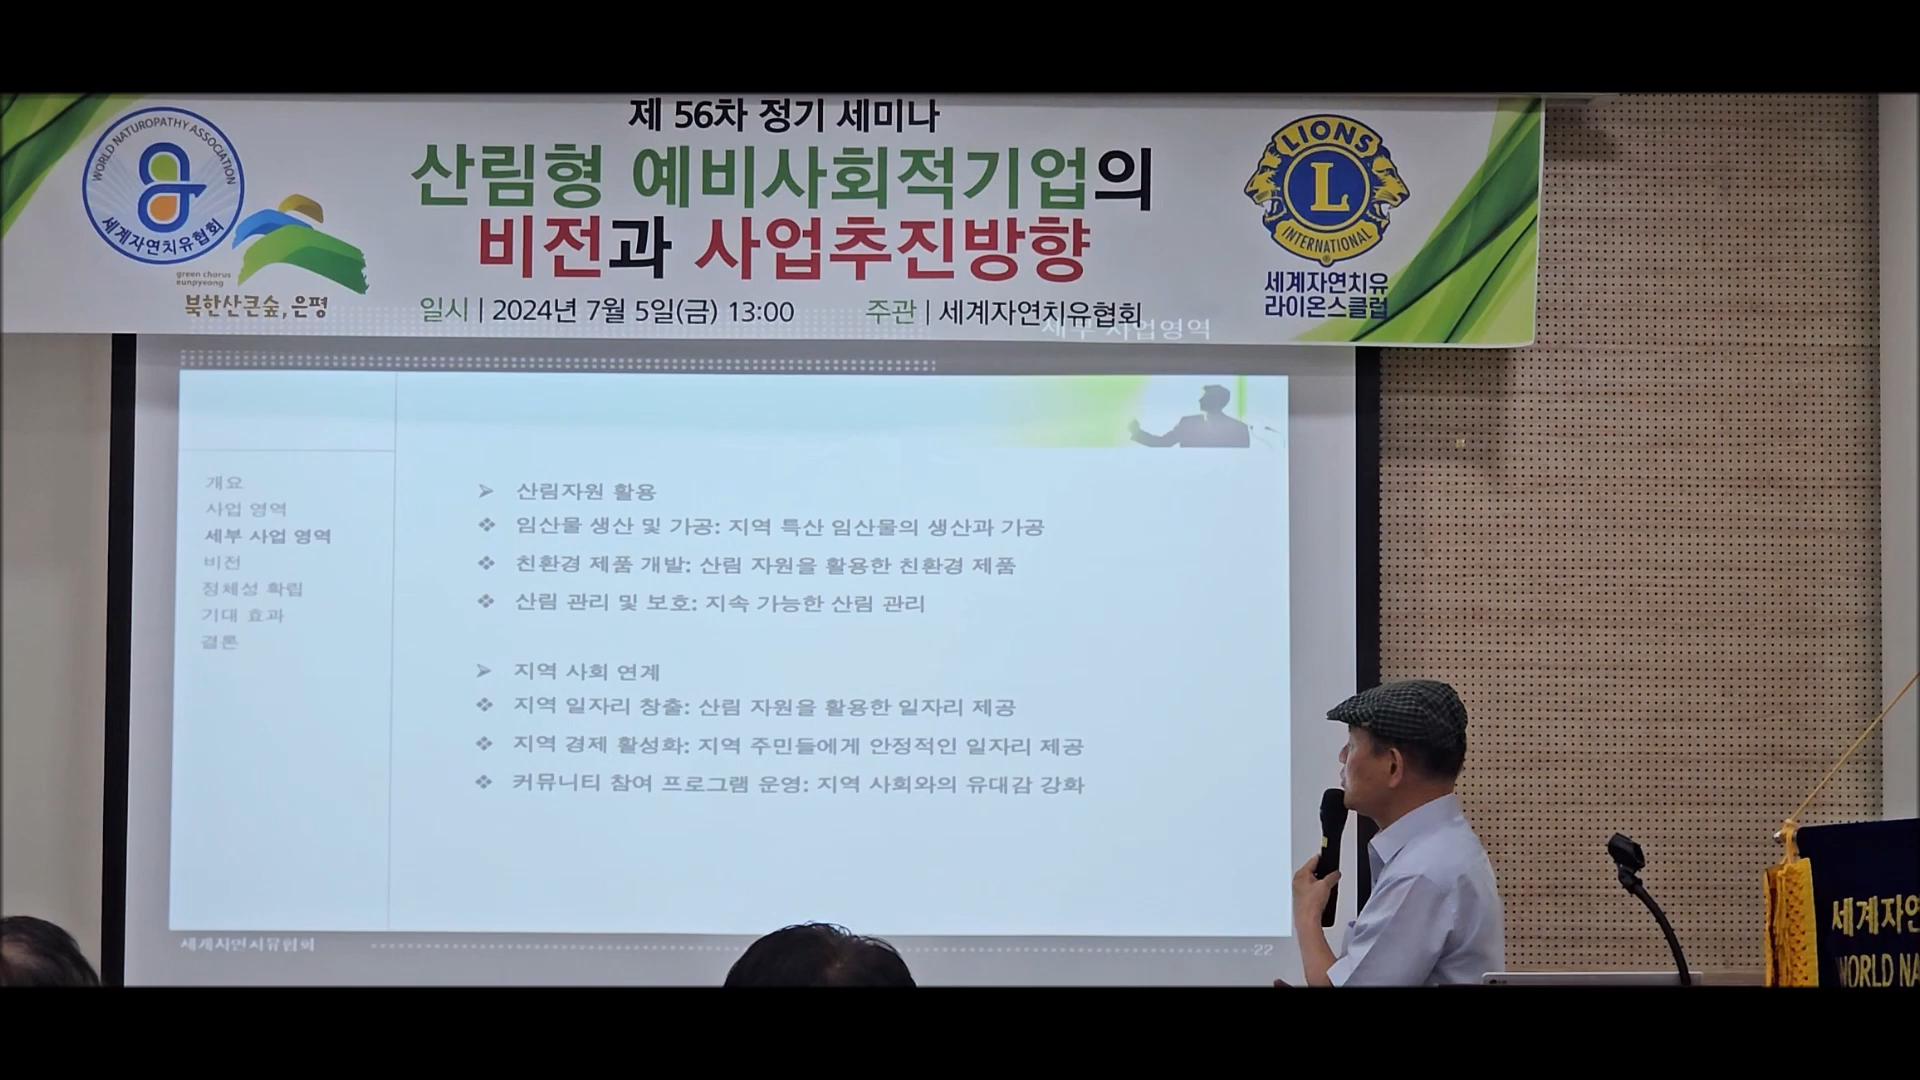 제 56차 정기 세미나
산림형 예비사회적기업의
비전과 사업추진방향
일시 | 2024년 7월 5일(금) 13:00 주관 | 세계자연치유협회
WORLD NATUROPATHY ASSOCIATION
세계자연치유협회
green chorus
eunpyeong
북한산큰숲, 은평
LIONS
L
INTERNATIONAL
세계자연치유
라이온스클럽
세부 사업영역
개요
사업 영역
세부 사업 영역
비전
정체성 확립
기대 효과
결론
➢ 산림자원 활용
❖ 임산물 생산 및 가공: 지역 특산 임산물의 생산과 가공
❖ 친환경 제품 개발: 산림 자원을 활용한 친환경 제품
❖ 산림 관리 및 보호: 지속 가능한 산림 관리
➢ 지역 사회 연계
❖ 지역 일자리 창출: 산림 자원을 활용한 일자리 제공
❖ 지역 경제 활성화: 지역 주민들에게 안정적인 일자리 제공
❖ 커뮤니티 참여 프로그램 운영: 지역 사회와의 유대감 강화
세계자연치유협회
22
세계자연
WORLD NA